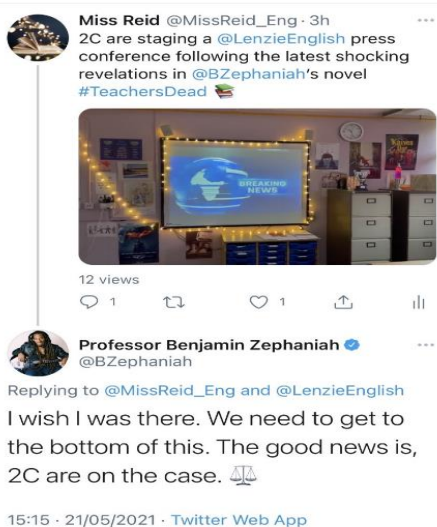 Miss Reid @MissReid_Eng · 3h
2C are staging a @LenzieEnglish press
conference following the latest shocking
revelations in @BZephaniah's novel
#TeachersDead 📚
BREAKING
NEWS
12 views
1
1
Professor Benjamin Zephaniah
@BZephaniah
Replying to @MissReid_Eng and @LenzieEnglish
I wish I was there. We need to get to
the bottom of this. The good news is,
2C are on the case. ⚖️
15:15 · 21/05/2021 · Twitter Web App